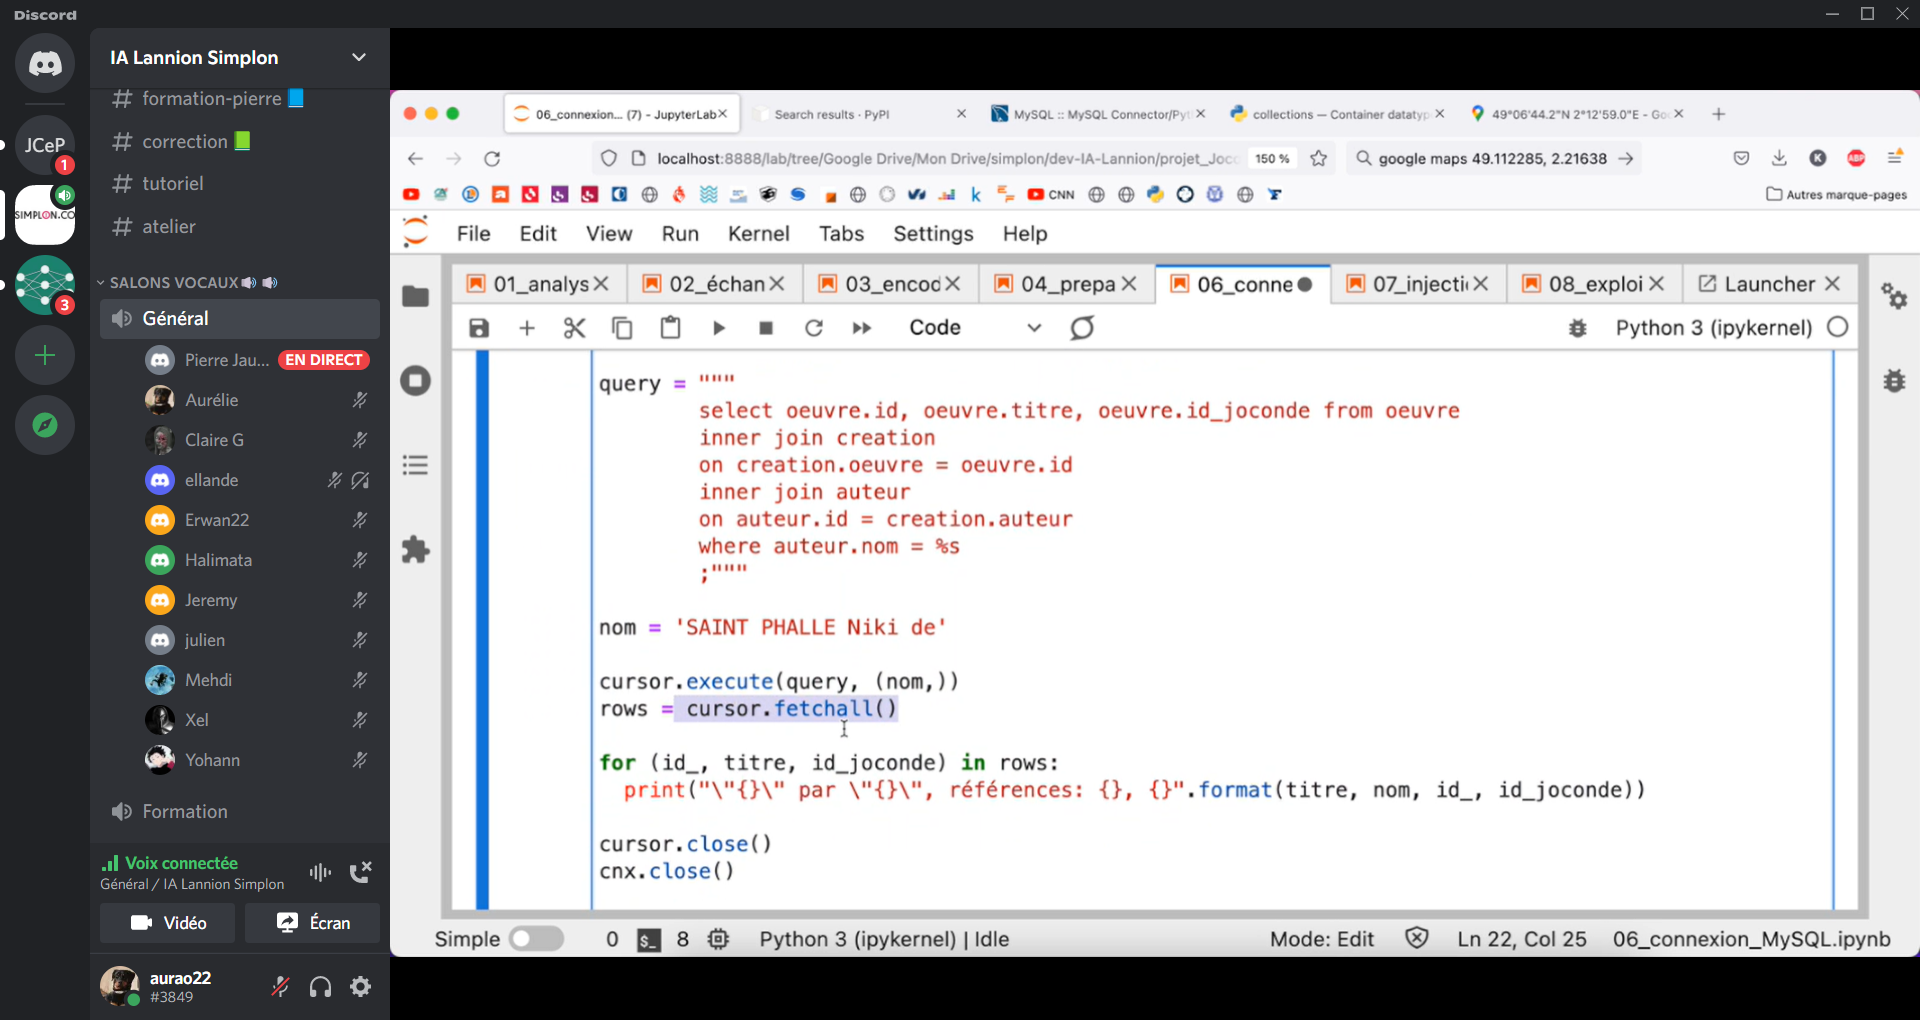 Discord
IA Lannion Simplon
formation-pierre
correction
tutoriel
atelier
SALONS VOCAUX
Général
Pierre Jau... EN DIRECT
Aurélie
Claire G
ellande
Erwan22
Halimata
Jeremy
julien
Mehdi
Xel
Yohann
Formation
Voix connectée
Général / IA Lannion Simplon
Vidéo
Écran
aurao22
#3849
JCeP
1
SIMPLON.CO
3
06_connexion... (7) - JupyterLab
Search results · PyPI
MySQL :: MySQL Connector/Pyt
collections — Container datatyp
49°06'44.2"N 2°12'59.0"E - Goo
localhost:8888/lab/tree/Google Drive/Mon Drive/simplon/dev-IA-Lannion/projet_Joco
150 %
google maps 49.112285, 2.21638
K
ABP
CNN
Autres marque-pages
File Edit View Run Kernel Tabs Settings Help
01_analys
02_échan
03_encod
04_prepa
06_conne
07_injecti
08_exploi
Launcher
Code
Python 3 (ipykernel)
query = """
select oeuvre.id, oeuvre.titre, oeuvre.id_joconde from oeuvre
inner join creation
on creation.oeuvre = oeuvre.id
inner join auteur
on auteur.id = creation.auteur
where auteur.nom = %s
;"""
nom = 'SAINT PHALLE Niki de'
cursor.execute(query, (nom,))
rows = cursor.fetchall()
for (id_, titre, id_joconde) in rows:
print("\"{}\" par \"{}\", références: {}, {}".format(titre, nom, id_, id_joconde))
cursor.close()
cnx.close()
Simple
0
$_
8
Python 3 (ipykernel) | Idle
Mode: Edit
Ln 22, Col 25
06_connexion_MySQL.ipynb